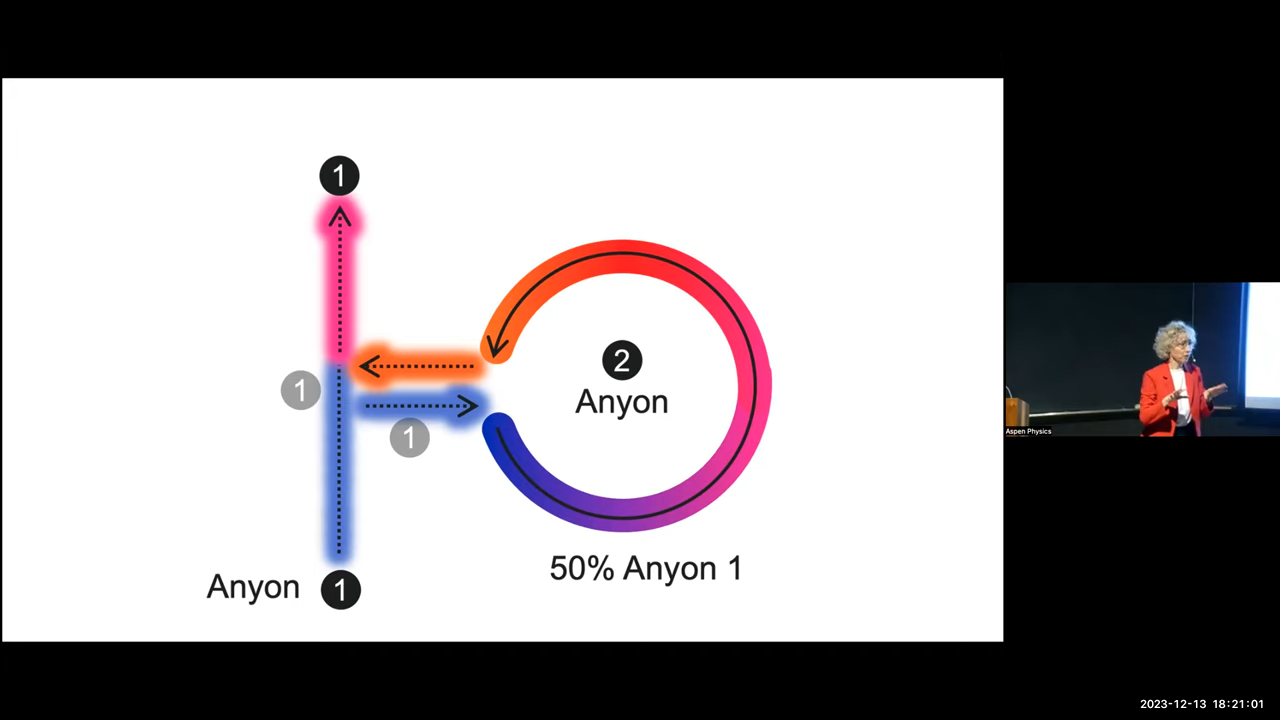 1
1
2
Anyon
1
50% Anyon 1
Anyon 1
Aspen Physics
2023-12-13 18:21:01